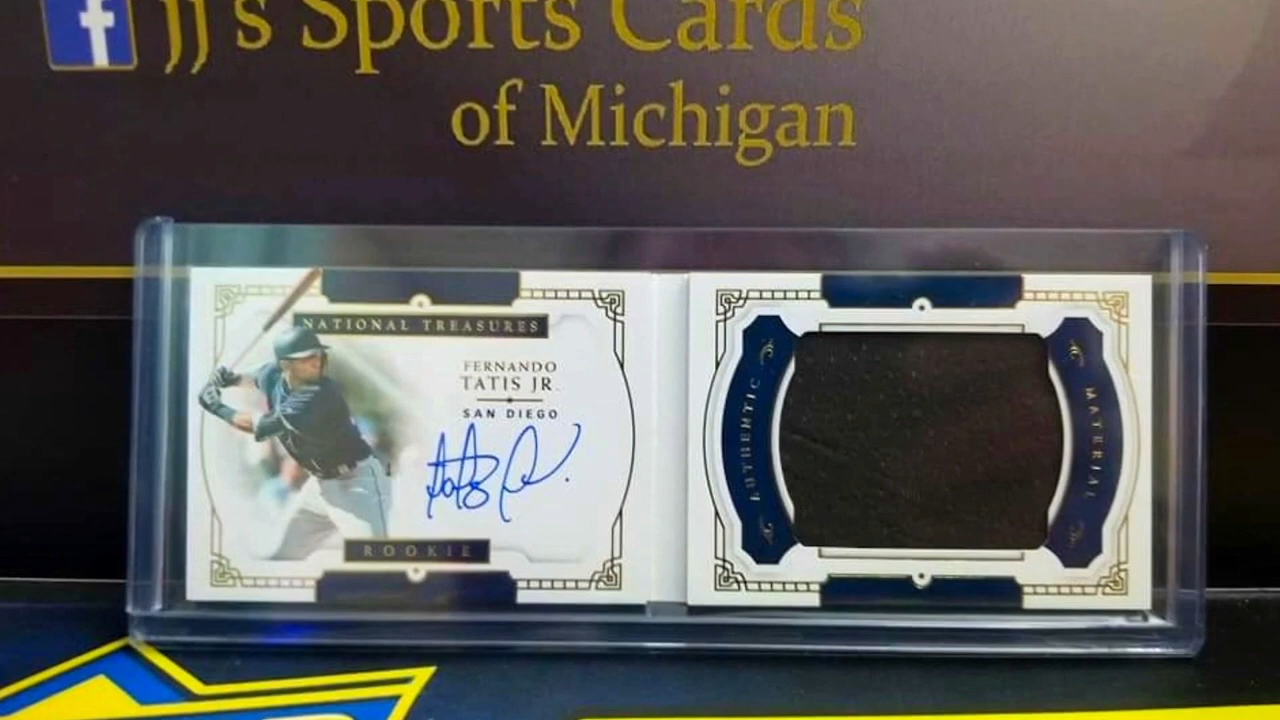 f jj's Sports Cards
of Michigan
NATIONAL TREASURES
FERNANDO
TATIS JR.
SAN DIEGO
ROOKIE
AUTHENTIC
MATERIAL